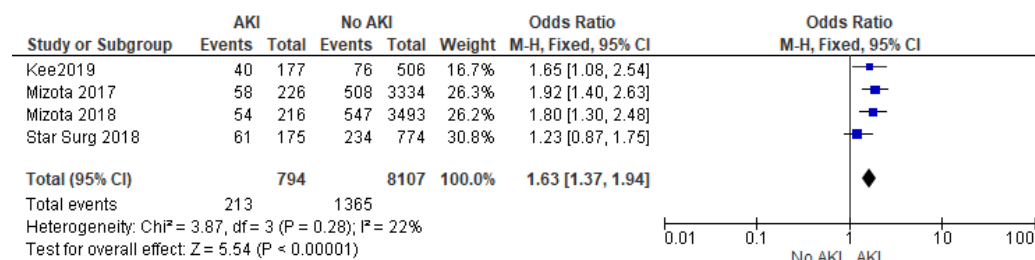 AKI No AKI Odds Ratio Odds Ratio
Study or Subgroup Events Total Events Total Weight M-H, Fixed, 95% CI M-H, Fixed, 95% CI
Kee2019 40 177 76 506 16.7% 1.65 [1.08, 2.54]
Mizota 2017 58 226 508 3334 26.3% 1.92 [1.40, 2.63]
Mizota 2018 54 216 547 3493 26.2% 1.80 [1.30, 2.48]
Star Surg 2018 61 175 234 774 30.8% 1.23 [0.87, 1.75]
Total (95% CI) 794 8107 100.0% 1.63 [1.37, 1.94]
Total events 213 1365
Heterogeneity: Chi² = 3.87, df = 3 (P = 0.28); I² = 22%
Test for overall effect: Z = 5.54 (P < 0.00001)
0.01 0.1 1 10 100
No AKI AKI